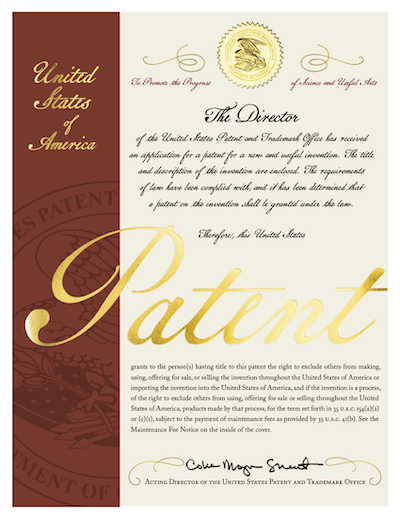 United
States
of
America
To Promote the Progress
of Science and Useful Arts
The Director
of the United States Patent and Trademark Office has received
an application for a patent for a new and useful invention. The title
and description of the invention are enclosed. The requirements
of law have been complied with, and it has been determined that
a patent on the invention shall be granted under the law.
Therefore, this United States
Patent
grants to the person(s) having title to this patent the right to exclude others from making,
using, offering for sale, or selling the invention throughout the United States of America or
importing the invention into the United States of America, and if the invention is a process,
of the right to exclude others from using, offering for sale or selling throughout the United
States of America, products made by that process, for the term set forth in 35 U.S.C. 154(a)(2)
or (c)(1), subject to the payment of maintenance fees as provided by 35 U.S.C. 41(b). See the
Maintenance Fee Notice on the inside of the cover.
Acting Director of the United States Patent and Trademark Office